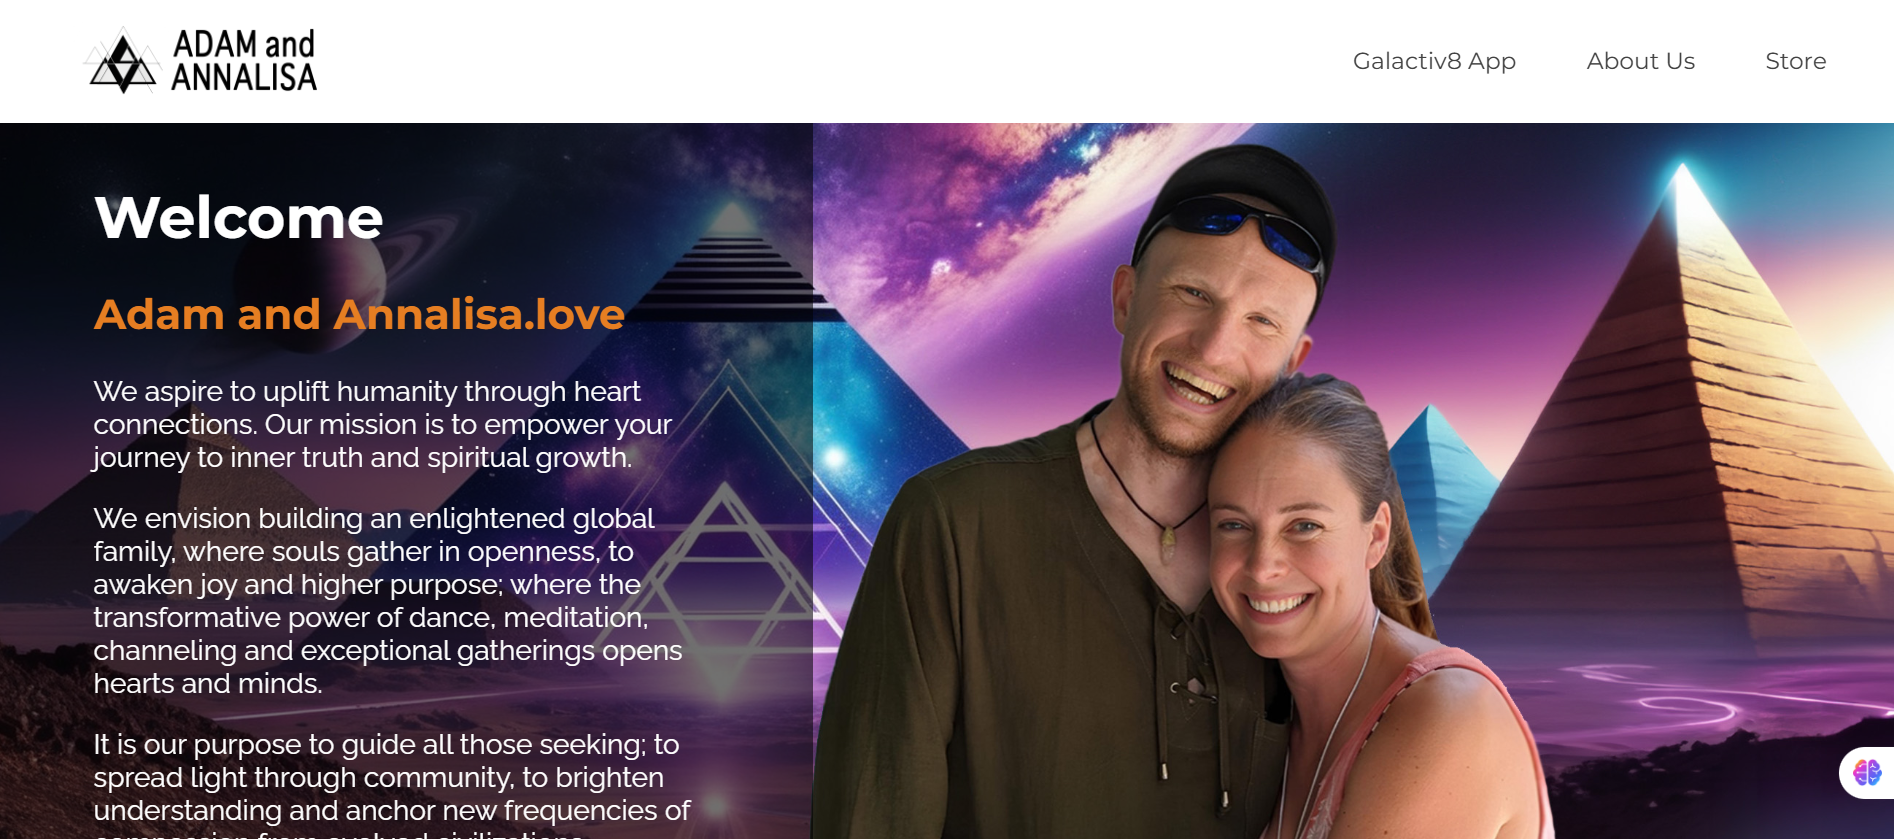 ADAM and
ANNALISA
Galactiv8 App
About Us
Store
Welcome
Adam and Annalisa.love
We aspire to uplift humanity through heart
connections. Our mission is to empower your
journey to inner truth and spiritual growth.
We envision building an enlightened global
family, where souls gather in openness, to
awaken joy and higher purpose; where the
transformative power of dance, meditation,
channeling and exceptional gatherings opens
hearts and minds.
It is our purpose to guide all those seeking; to
spread light through community, to brighten
understanding and anchor new frequencies of
compassion from evolved civilizations